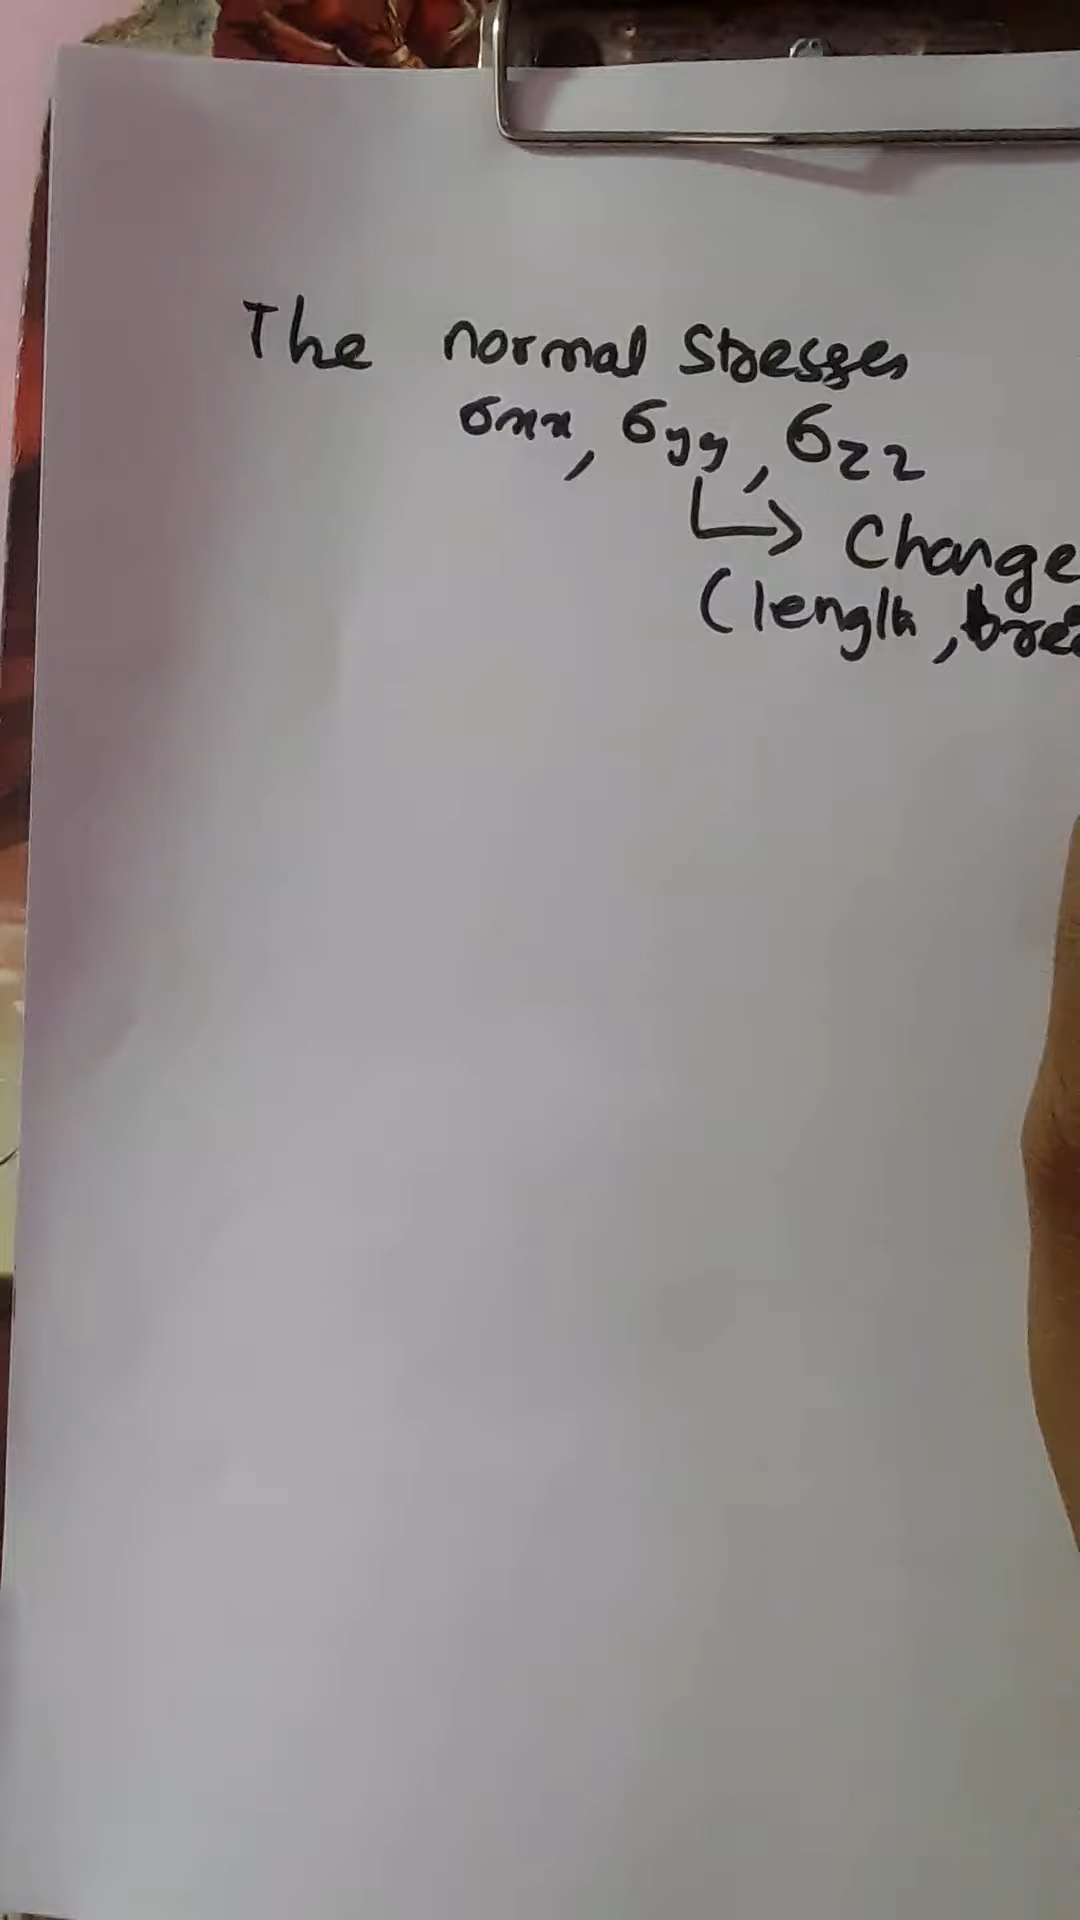 The normal stresses
σxx, σyy, σzz
↳ Change
(length,